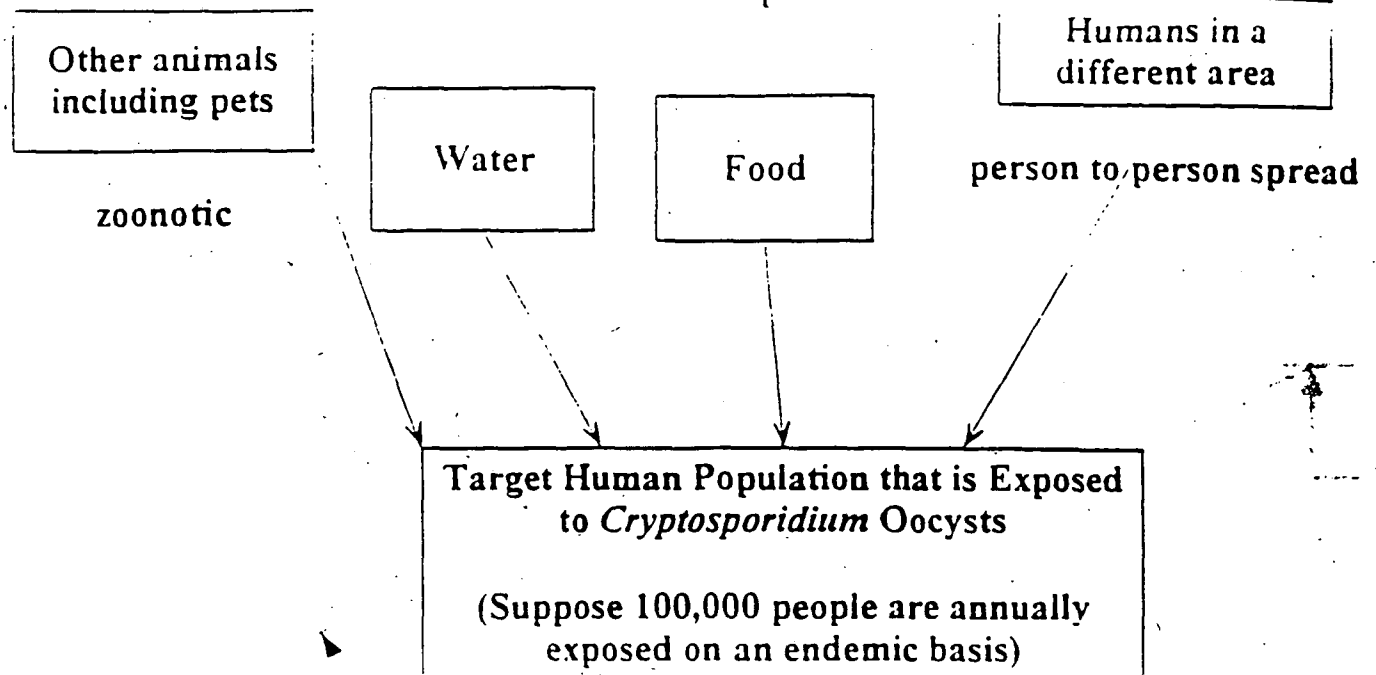 Other animals
including pets
Water
Food
Humans in a
different area
zoonotic
person to person spread
Target Human Population that is Exposed
to Cryptosporidium Oocysts
(Suppose 100,000 people are annually
exposed on an endemic basis)